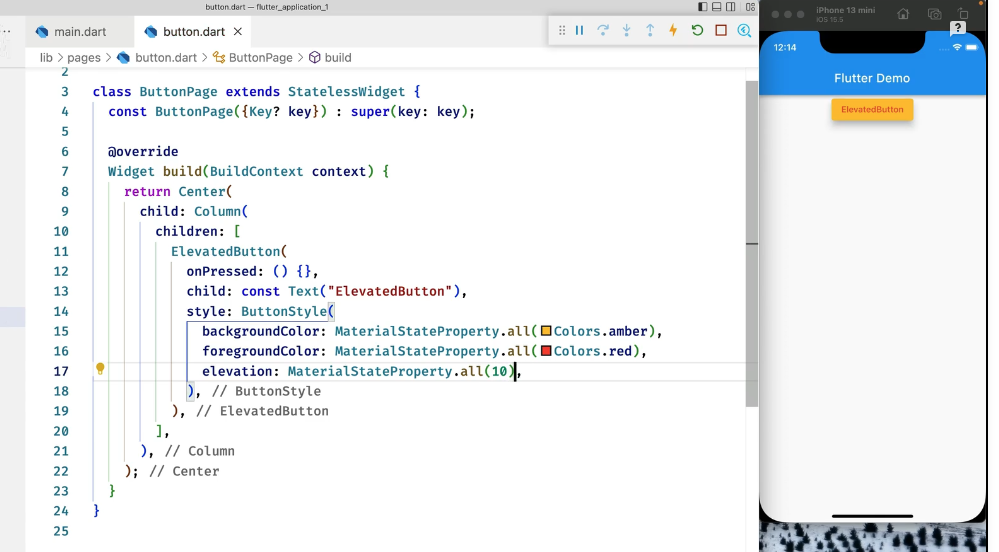 button.dart — flutter_application_1
main.dart
button.dart
lib > pages > button.dart > ButtonPage > build
2
3 class ButtonPage extends StatelessWidget {
4 const ButtonPage({Key? key}) : super(key: key);
5
6 @override
7 Widget build(BuildContext context) {
8 return Center(
9 child: Column(
10 children: [
11 ElevatedButton(
12 onPressed: () {},
13 child: const Text("ElevatedButton"),
14 style: ButtonStyle(
15 backgroundColor: MaterialStateProperty.all(Colors.amber),
16 foregroundColor: MaterialStateProperty.all(Colors.red),
17 elevation: MaterialStateProperty.all(10),
18 ), // ButtonStyle
19 ), // ElevatedButton
20 ],
21 ), // Column
22 ); // Center
23 }
24 }
25
iPhone 13 mini
iOS 15.5
?
12:14
Flutter Demo
ElevatedButton